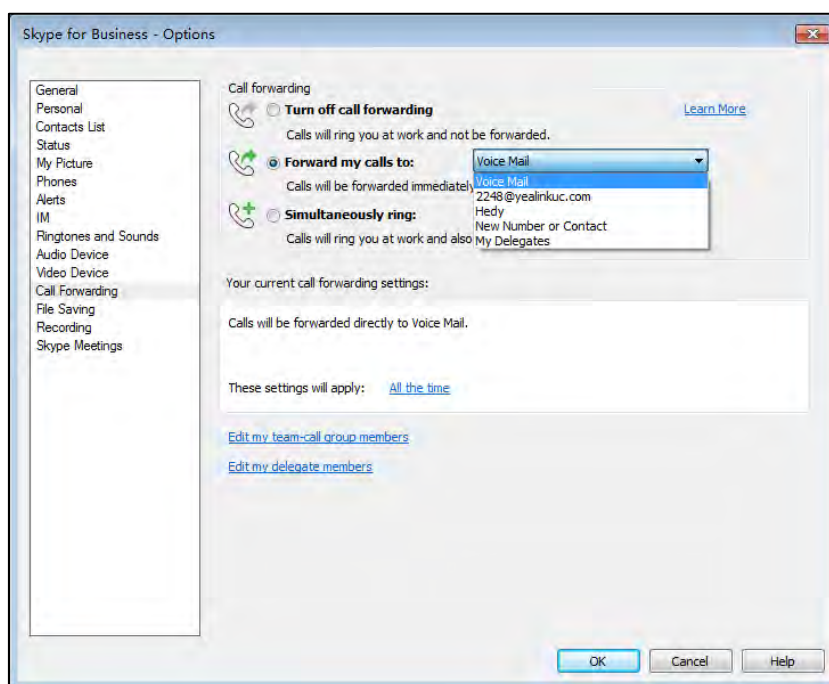 Skype for Business - Options
General
Personal
Contacts List
Status
My Picture
Phones
Alerts
IM
Ringtones and Sounds
Audio Device
Video Device
Call Forwarding
File Saving
Recording
Skype Meetings
Call forwarding
Turn off call forwarding
Learn More
Calls will ring you at work and not be forwarded.
Forward my calls to:
Voice Mail
Calls will be forwarded immediately
Voice Mail
2248@yealinkuc.com
Hedy
New Number or Contact
My Delegates
Simultaneously ring:
Calls will ring you at work and also
Your current call forwarding settings:
Calls will be forwarded directly to Voice Mail.
These settings will apply: All the time
Edit my team-call group members
Edit my delegate members
OK
Cancel
Help